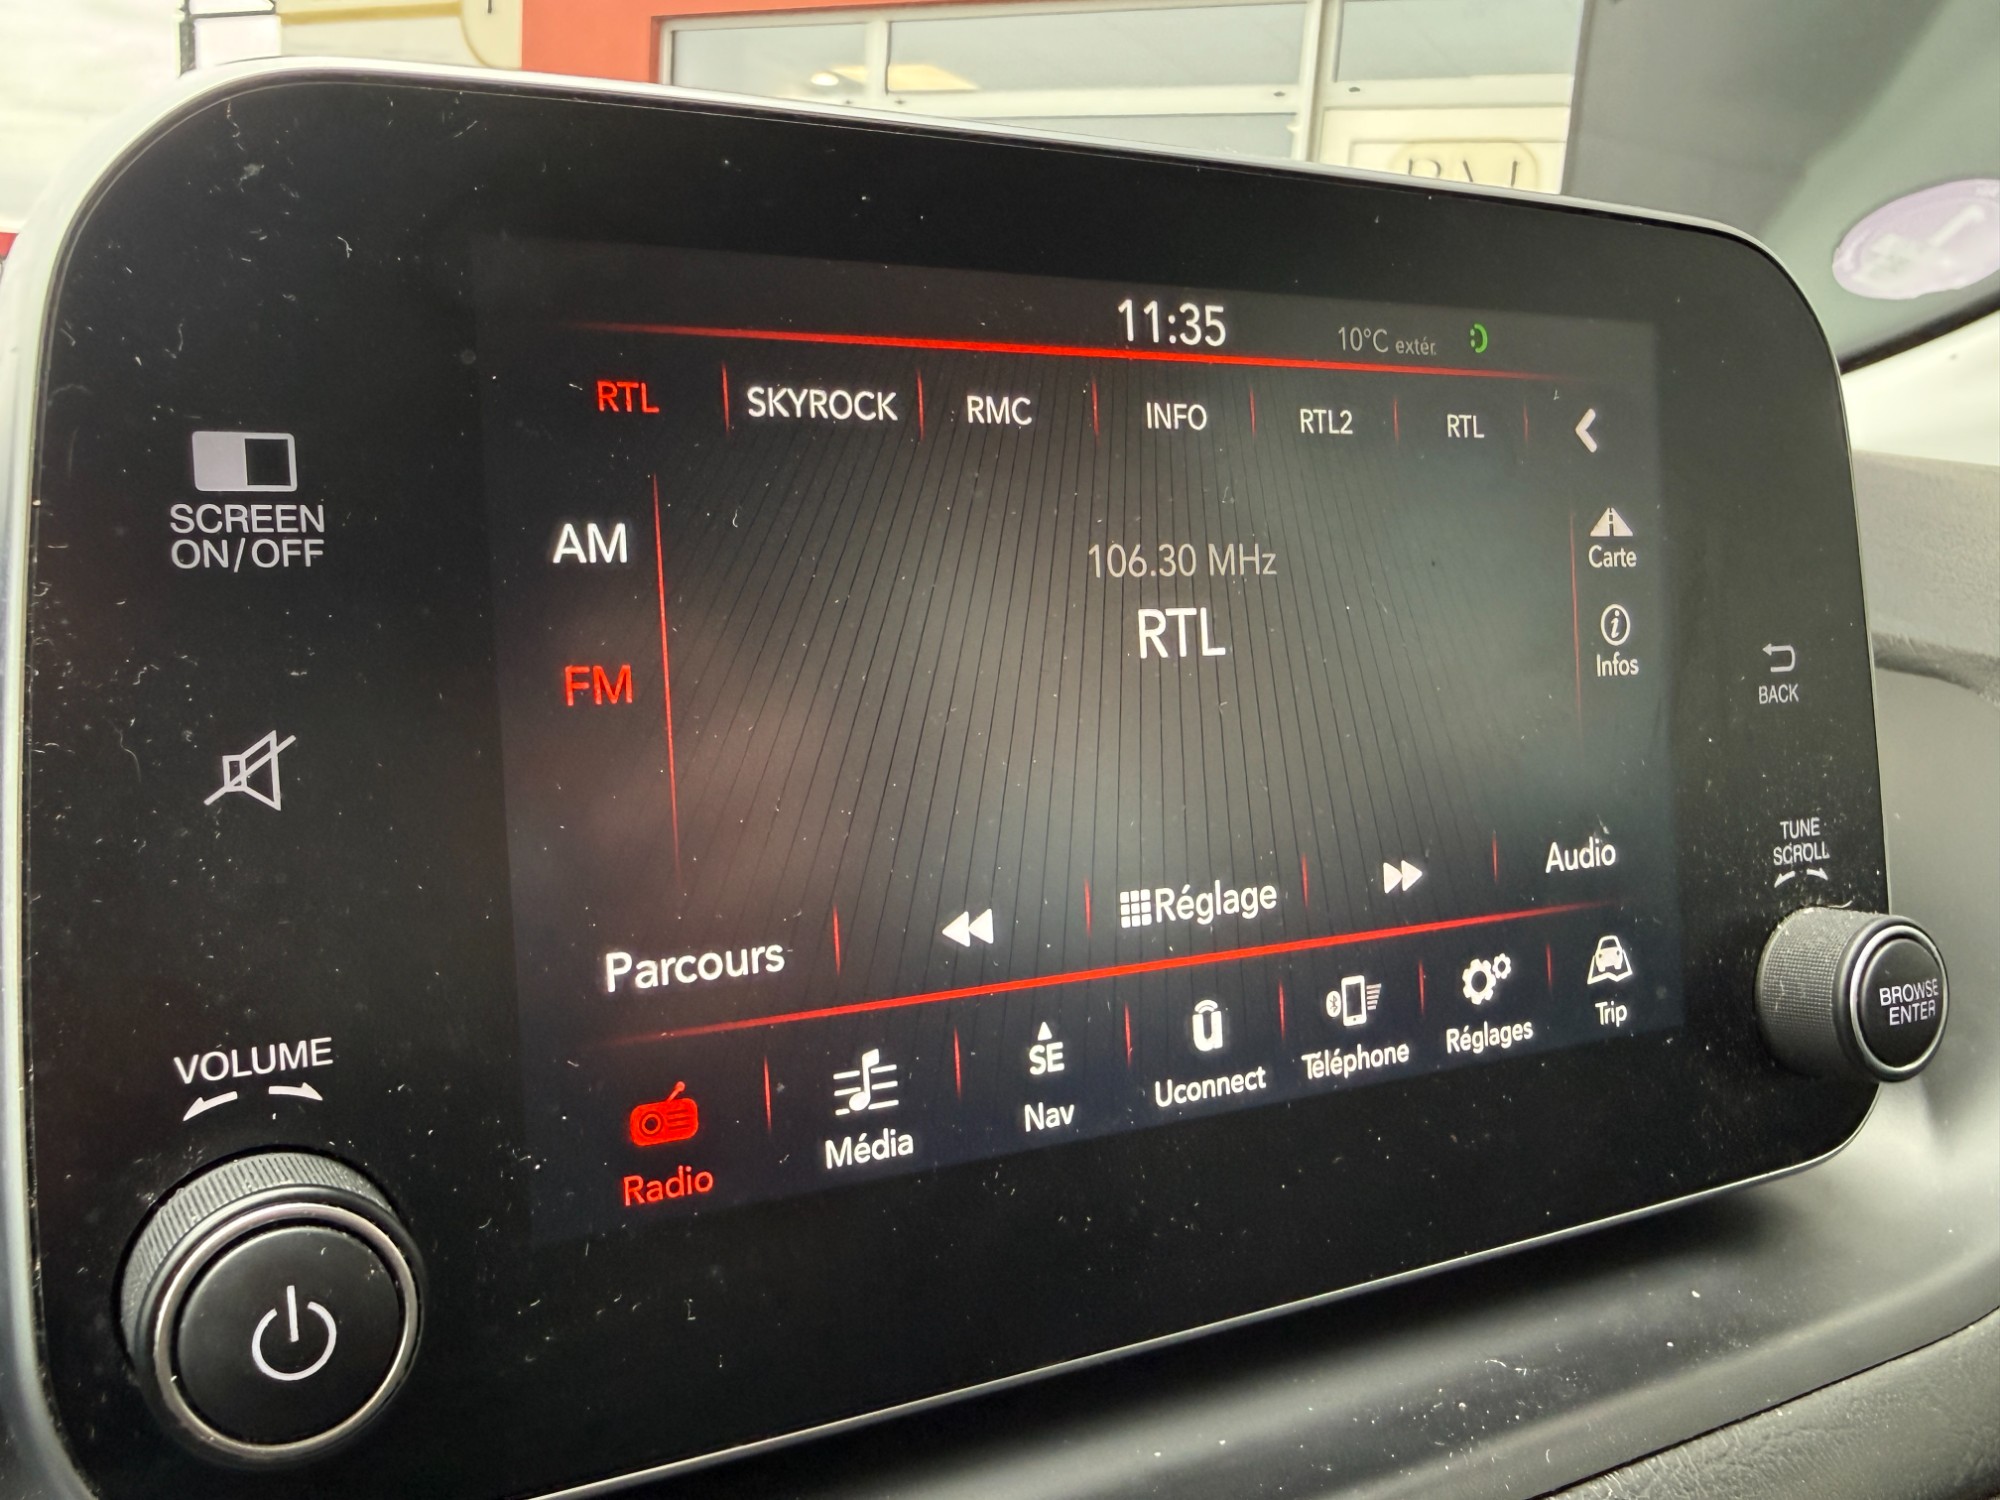 11:35
10°C extér.
RTL
SKYROCK
RMC
INFO
RTL2
RTL
SCREEN
ON/OFF
AM
106.30 MHz
RTL
Carte
FM
Infos
BACK
TUNE
SCROLL
Parcours
Réglage
Audio
BROWSE
ENTER
VOLUME
Radio
Média
SE
Nav
Uconnect
Téléphone
Réglages
Trip